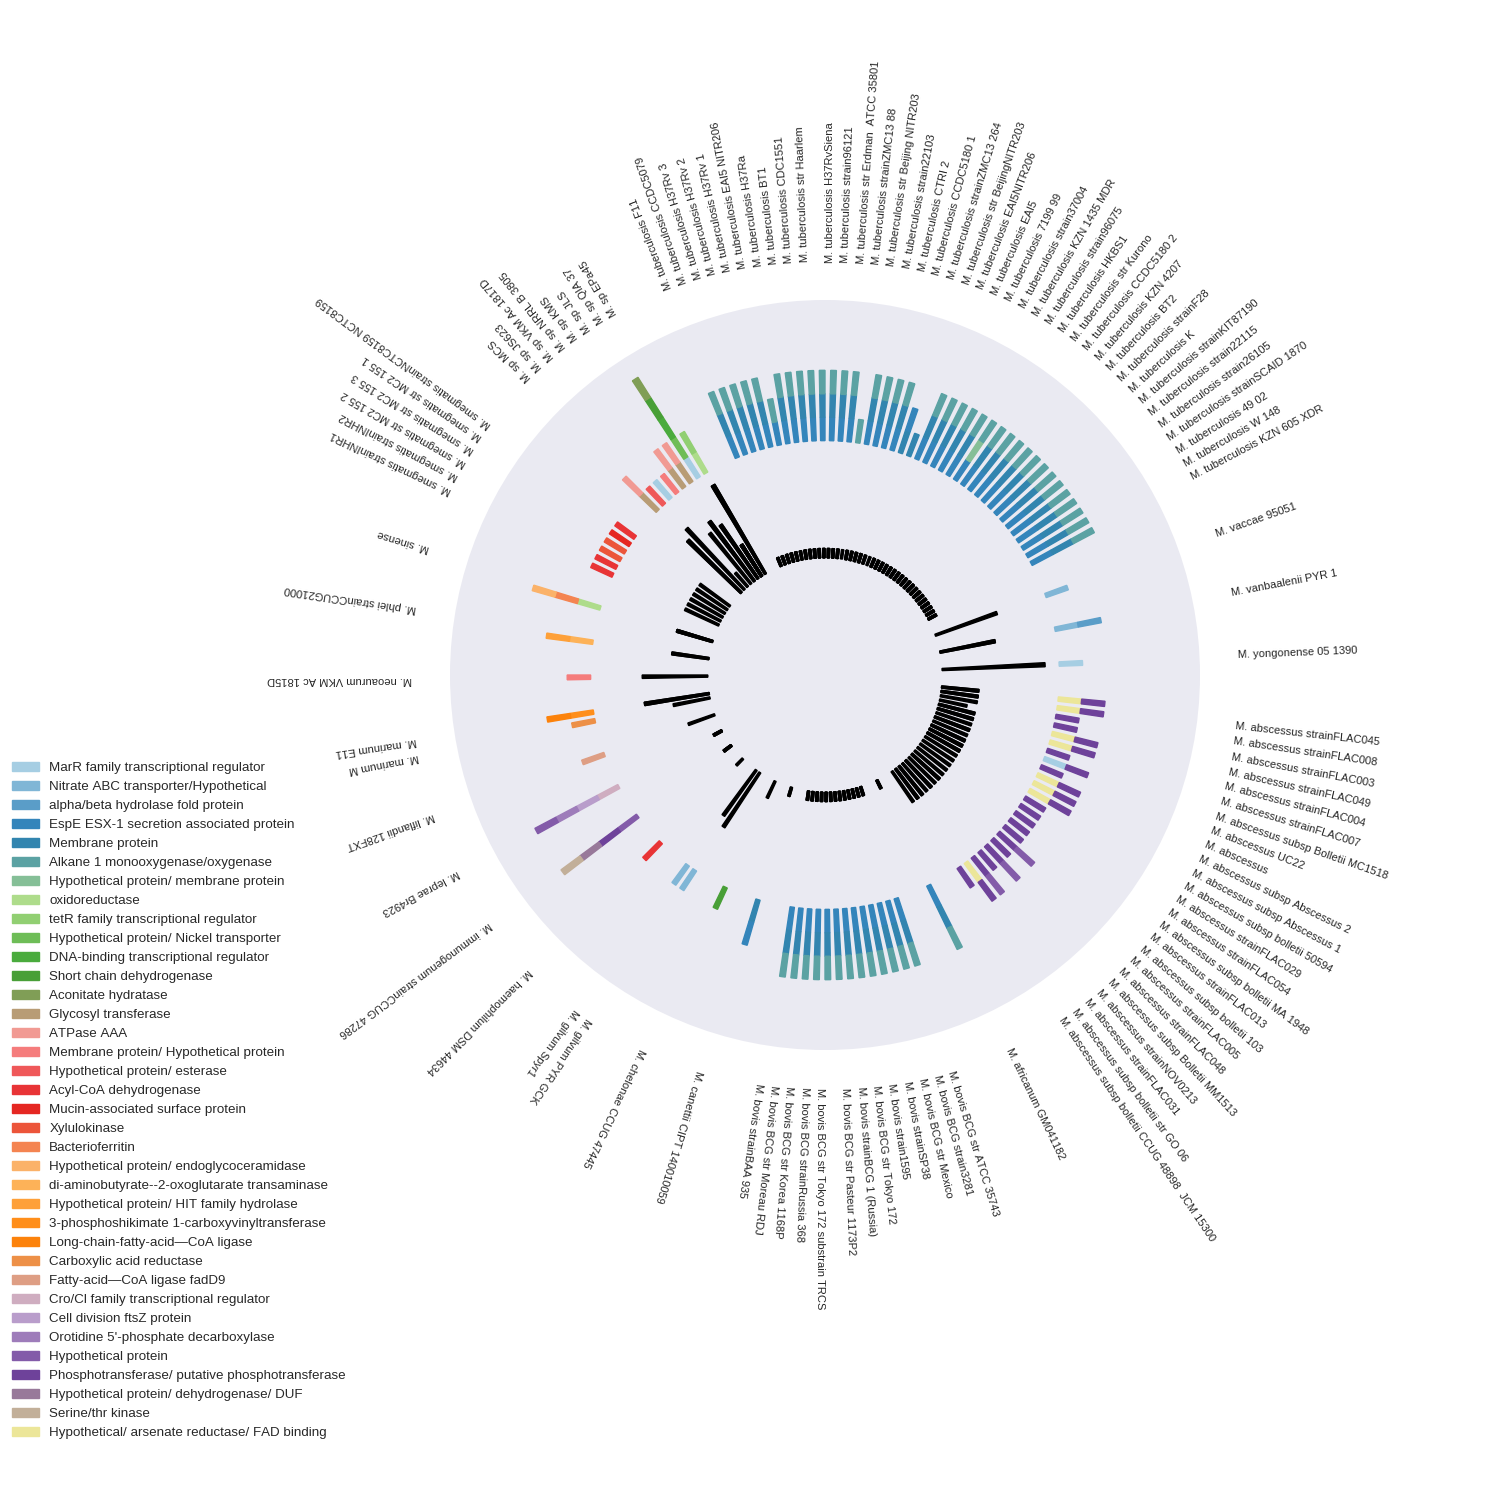 M. tuberculosis F11
M. tuberculosis CCDC5079
M. tuberculosis H37Rv 3
M. tuberculosis H37Rv 2
M. tuberculosis H37Rv 1
M. tuberculosis EAI5 NITR206
M. tuberculosis H37Ra
M. tuberculosis BT1
M. tuberculosis CDC1551
M. tuberculosis str Haarlem
M. tuberculosis H37RvSiena
M. tuberculosis strain96121
M. tuberculosis str Erdman ATCC 35801
M. tuberculosis strainZMC13 88
M. tuberculosis str Beijing NITR203
M. tuberculosis strain22103
M. tuberculosis CTRI 2
M. tuberculosis CCDC5180 1
M. tuberculosis strainZMC13 264
M. tuberculosis str BeijingNITR203
M. tuberculosis EAI5NITR206
M. tuberculosis EAI5
M. tuberculosis 7199 99
M. tuberculosis strain37004
M. tuberculosis KZN 1435 MDR
M. tuberculosis strain96075
M. tuberculosis HKBS1
M. tuberculosis str Kurono
M. tuberculosis CCDC5180 2
M. tuberculosis KZN 4207
M. tuberculosis BT2
M. tuberculosis strainF28
M. tuberculosis K
M. tuberculosis strainKIT87190
M. tuberculosis strain22115
M. tuberculosis strain26105
M. tuberculosis strainSCAID 1870
M. tuberculosis 49 02
M. tuberculosis W 148
M. tuberculosis KZN 605 XDR
M. vaccae 95051
M. vanbaalenii PYR 1
M. yongonense 05 1390
M. abscessus strainFLAC045
M. abscessus strainFLAC008
M. abscessus strainFLAC003
M. abscessus strainFLAC049
M. abscessus strainFLAC004
M. abscessus strainFLAC007
M. abscessus subsp Bolletii MC1518
M. abscessus UC22
M. abscessus
M. abscessus subsp Abscessus 2
M. abscessus subsp Abscessus 1
M. abscessus subsp bolletii 50594
M. abscessus strainFLAC029
M. abscessus strainFLAC054
M. abscessus subsp bolletii MA 1948
M. abscessus strainFLAC013
M. abscessus subsp bolletii 103
M. abscessus strainFLAC005
M. abscessus strainFLAC048
M. abscessus subsp Bolletii MM1513
M. abscessus strainNOV0213
M. abscessus strainFLAC031
M. abscessus subsp bolletii str GO 06
M. abscessus subsp bolletii CCUG 48898 JCM 15300
M. africanum GM041182
M. bovis BCG str ATCC 35743
M. bovis BCG strain3281
M. bovis BCG str Mexico
M. bovis strainSP38
M. bovis strain1595
M. bovis BCG str Tokyo 172
M. bovis strainBCG 1 (Russia)
M. bovis BCG str Pasteur 1173P2
M. bovis BCG str Tokyo 172 substrain TRCS
M. bovis BCG strainRussia 368
M. bovis BCG str Korea 1168P
M. bovis BCG str Moreau RDJ
M. bovis strainBAA 935
M. canettii CIPT 140010059
M. chelonae CCUG 47445
M. gilvum PYR GCK
M. gilvum Spyr1
M. haemophilum DSM 44634
M. immunogenum strainCCUG 47286
M. leprae Br4923
M. liflandii 128FXT
M. marinum M
M. marinum E11
M. neoaurum VKM Ac 1815D
M. phlei strainCCUG21000
M. sinense
M. smegmatis strainINHR1
M. smegmatis strainINHR2
M. smegmatis str MC2 155 2
M. smegmatis str MC2 155 3
M. smegmatis str MC2 155 1
M. smegmatis strainNCTC8159 NCTC8159
M. sp MCS
M. sp JS623
M. sp VKM Ac 1817D
M. sp NRRL B 3805
M. sp KMS
M. sp JLS
M. sp QIA 37
M. sp EPa45
MarR family transcriptional regulator
Nitrate ABC transporter/Hypothetical
alpha/beta hydrolase fold protein
EspE ESX-1 secretion associated protein
Membrane protein
Alkane 1 monooxygenase/oxygenase
Hypothetical protein/ membrane protein
oxidoreductase
tetR family transcriptional regulator
Hypothetical protein/ Nickel transporter
DNA-binding transcriptional regulator
Short chain dehydrogenase
Aconitate hydratase
Glycosyl transferase
ATPase AAA
Membrane protein/ Hypothetical protein
Hypothetical protein/ esterase
Acyl-CoA dehydrogenase
Mucin-associated surface protein
Xylulokinase
Bacterioferritin
Hypothetical protein/ endoglycoceramidase
di-aminobutyrate--2-oxoglutarate transaminase
Hypothetical protein/ HIT family hydrolase
3-phosphoshikimate 1-carboxyvinyltransferase
Long-chain-fatty-acid—CoA ligase
Carboxylic acid reductase
Fatty-acid—CoA ligase fadD9
Cro/Cl family transcriptional regulator
Cell division ftsZ protein
Orotidine 5'-phosphate decarboxylase
Hypothetical protein
Phosphotransferase/ putative phosphotransferase
Hypothetical protein/ dehydrogenase/ DUF
Serine/thr kinase
Hypothetical/ arsenate reductase/ FAD binding